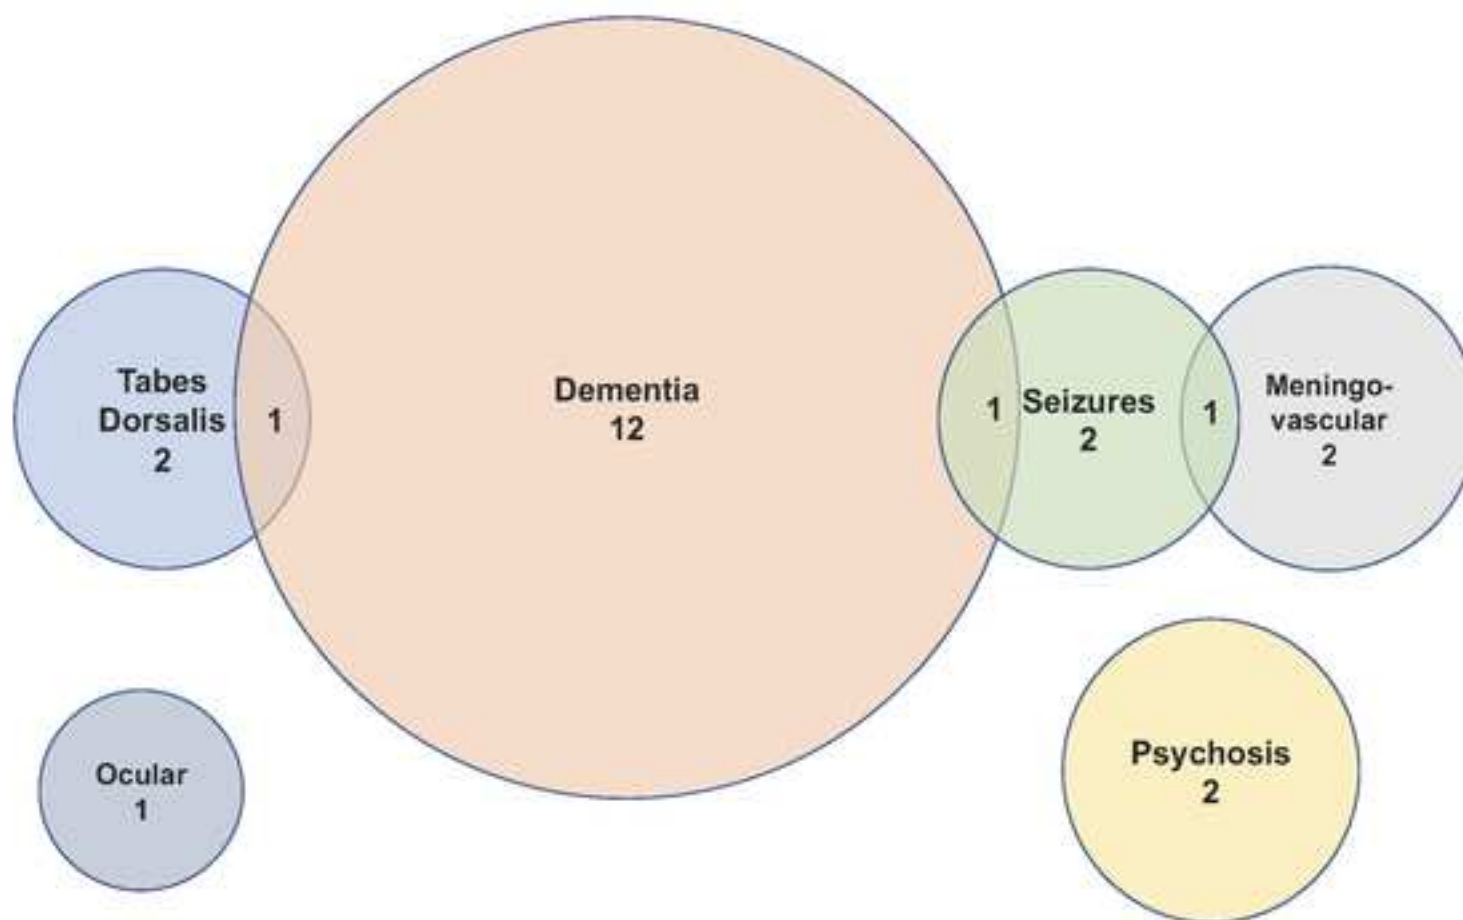 Tabes
Dorsalis
2
1
Dementia
12
1
Seizures
2
1
Meningo-
vascular
2
Ocular
1
Psychosis
2